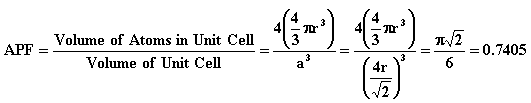 APF = Volume of Atoms in Unit Cell / Volume of Unit Cell = 4(4/3 πr³) / a³ = 4(4/3 πr³) / (4r/√2)³ = π√2 / 6 = 0.7405